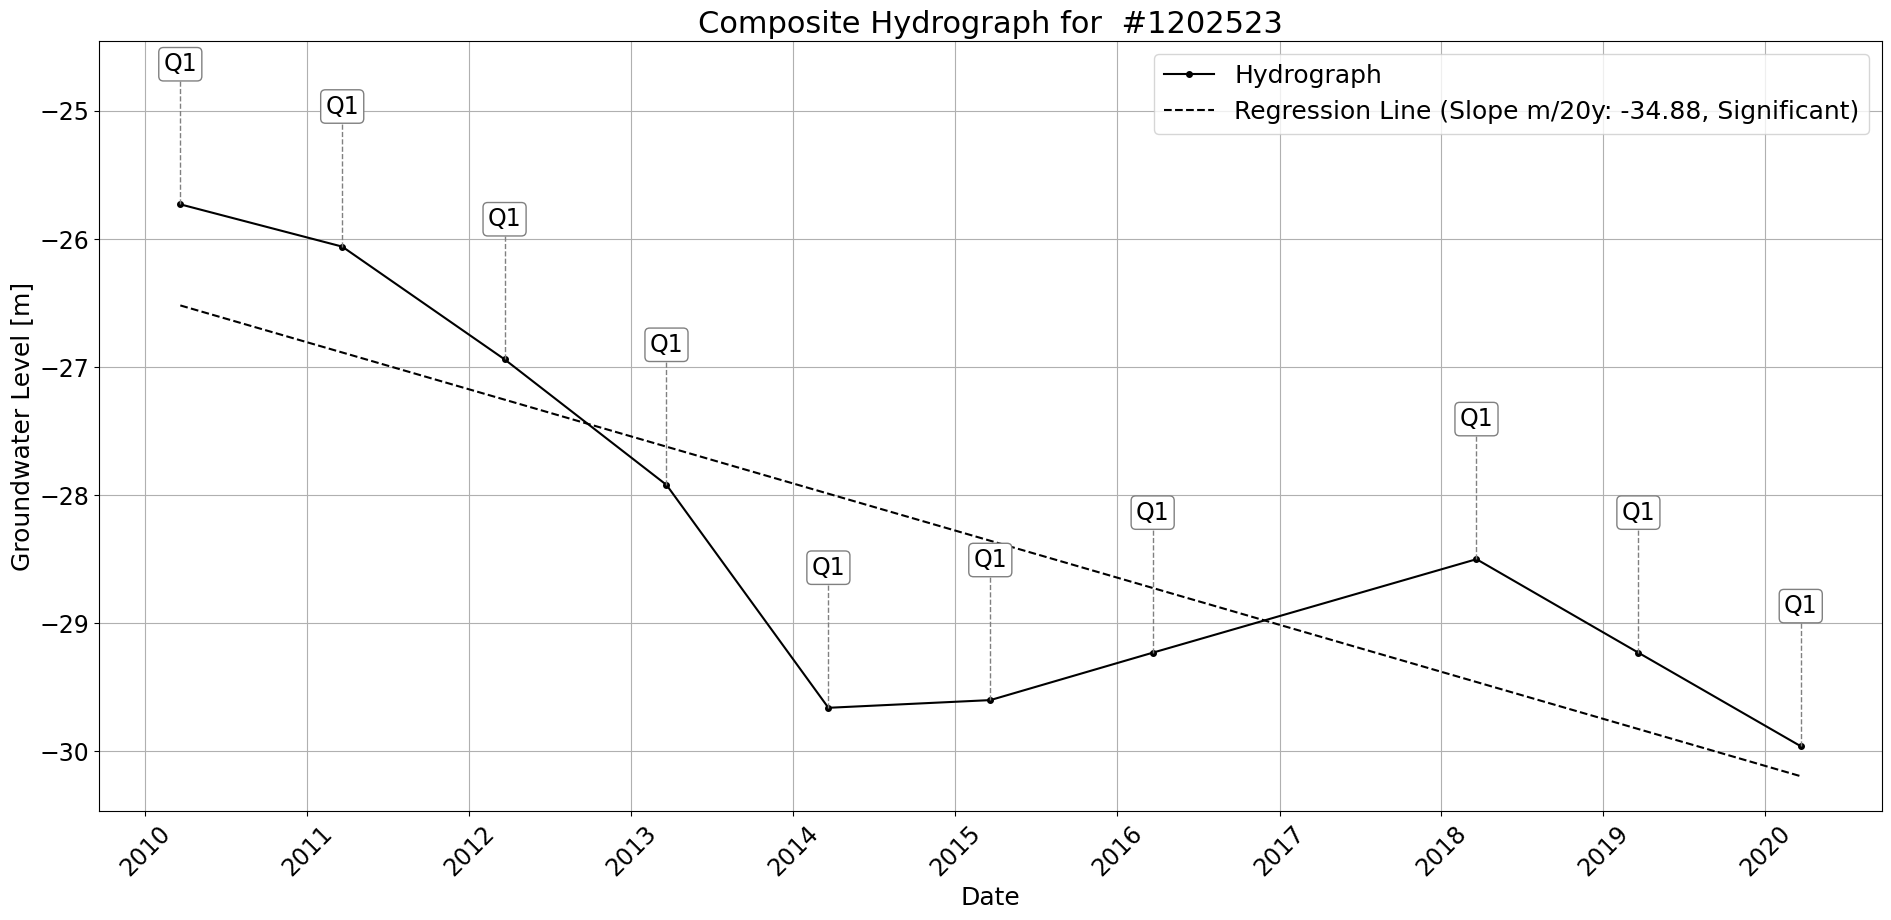 Composite Hydrograph for  #1202523
Hydrograph
Regression Line (Slope m/20y: -34.88, Significant)
Q1
Q1
Q1
Q1
Q1
Q1
Q1
Q1
Q1
Q1
Groundwater Level [m]
−25
−26
−27
−28
−29
−30
2010
2011
2012
2013
2014
2015
2016
2017
2018
2019
2020
Date